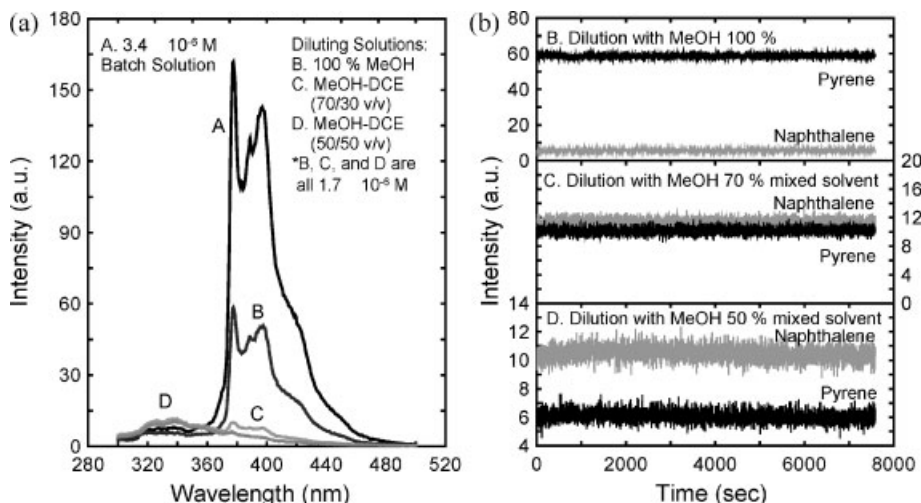 (a)
A. 3.4 10⁻⁶ M
Batch Solution
Diluting Solutions:
B. 100 % MeOH
C. MeOH-DCE
(70/30 v/v)
D. MeOH-DCE
(50/50 v/v)
*B, C, and D are
all 1.7 10⁻⁶ M
A
B
C
D
180
150
120
90
60
30
0
Intensity (a.u.)
280 320 360 400 440 480 520
Wavelength (nm)
(b)
B. Dilution with MeOH 100 %
Pyrene
Naphthalene
80
60
40
20
0
C. Dilution with MeOH 70 % mixed solvent
Naphthalene
Pyrene
20
16
12
8
4
0
D. Dilution with MeOH 50 % mixed solvent
Naphthalene
Pyrene
14
12
10
8
6
4
Intensity (a.u.)
0 2000 4000 6000 8000
Time (sec)